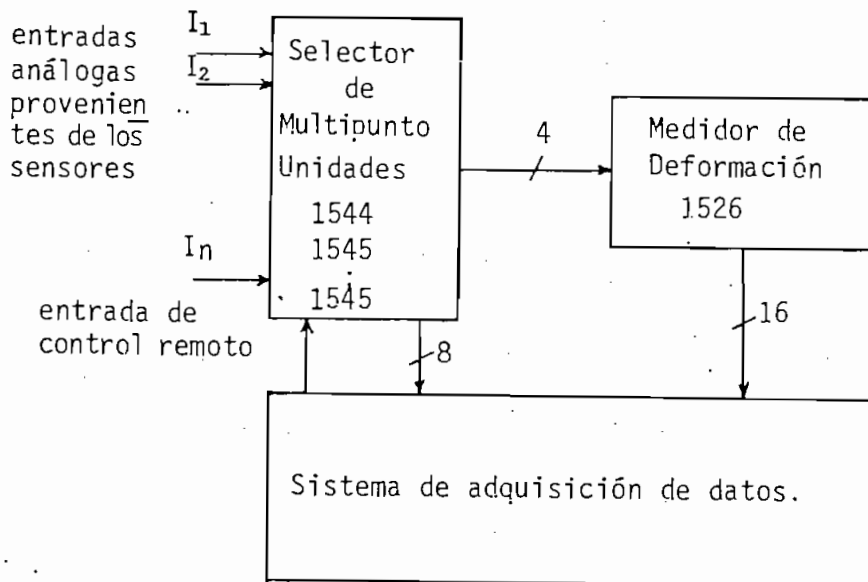 entradas
análogas
provenien
tes de los
sensores
I1
I2
..
In
entrada de
control remoto
Selector
de
Multipunto
Unidades
1544
1545
1545
4
Medidor de
Deformación
1526
8
16
Sistema de adquisición de datos.